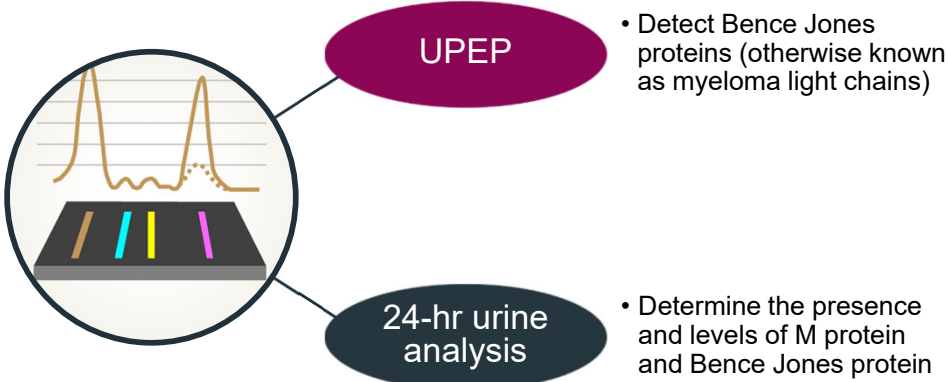 UPEP
• Detect Bence Jones
proteins (otherwise known
as myeloma light chains)
24-hr urine
analysis
• Determine the presence
and levels of M protein
and Bence Jones protein